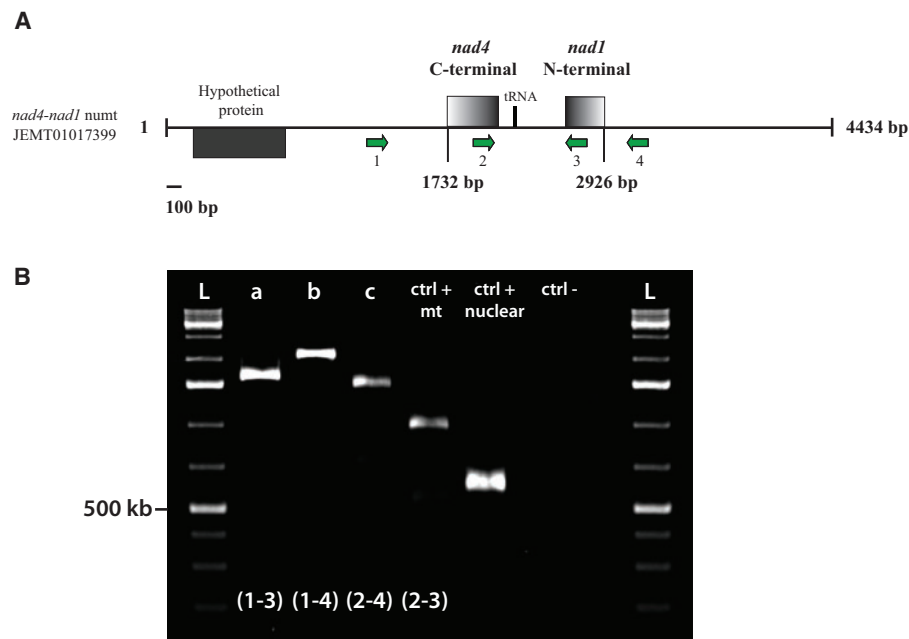 A
nad4
C-terminal
nad1
N-terminal
Hypothetical
protein
tRNA
nad4-nad1 numt
JEMT01017399
1
4434 bp
1
2
3
4
1732 bp
2926 bp
100 bp
B
L
a
b
c
ctrl +
mt
ctrl +
nuclear
ctrl -
L
500 kb
(1-3) (1-4) (2-4) (2-3)